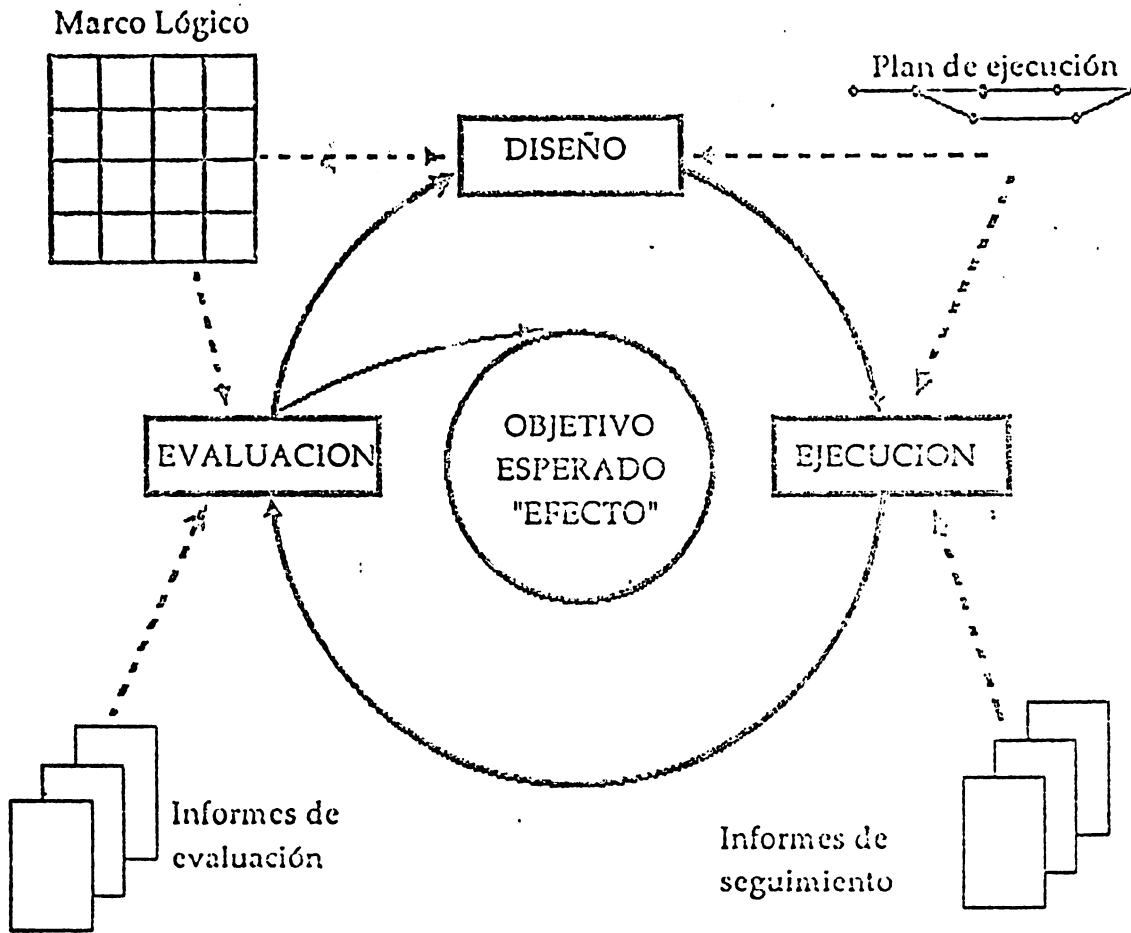 Marco Lógico
Plan de ejecución
DISEÑO
OBJETIVO
ESPERADO
"EFECTO"
EVALUACION
EJECUCION
Informes de
evaluación
Informes de
seguimiento